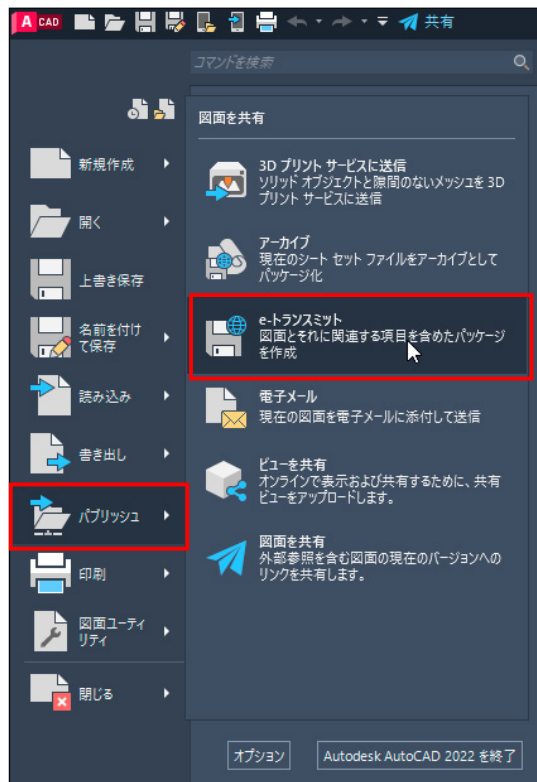 A CAD
共有
コマンドを検索
図面を共有
新規作成
開く
上書き保存
名前を付け
て保存
読み込み
書き出し
パブリッシュ
印刷
図面ユーティ
リティ
閉じる
3D プリント サービスに送信
ソリッド オブジェクトと隙間のないメッシュを 3D
プリント サービスに送信
アーカイブ
現在のシート セット ファイルをアーカイブとして
パッケージ化
e-トランスミット
図面とそれに関連する項目を含めたパッケージ
を作成
電子メール
現在の図面を電子メールに添付して送信
ビューを共有
オンラインで表示および共有するために、共有
ビューをアップロードします。
図面を共有
外部参照を含む図面の現在のバージョンへの
リンクを共有します。
オプション
Autodesk AutoCAD 2022 を終了